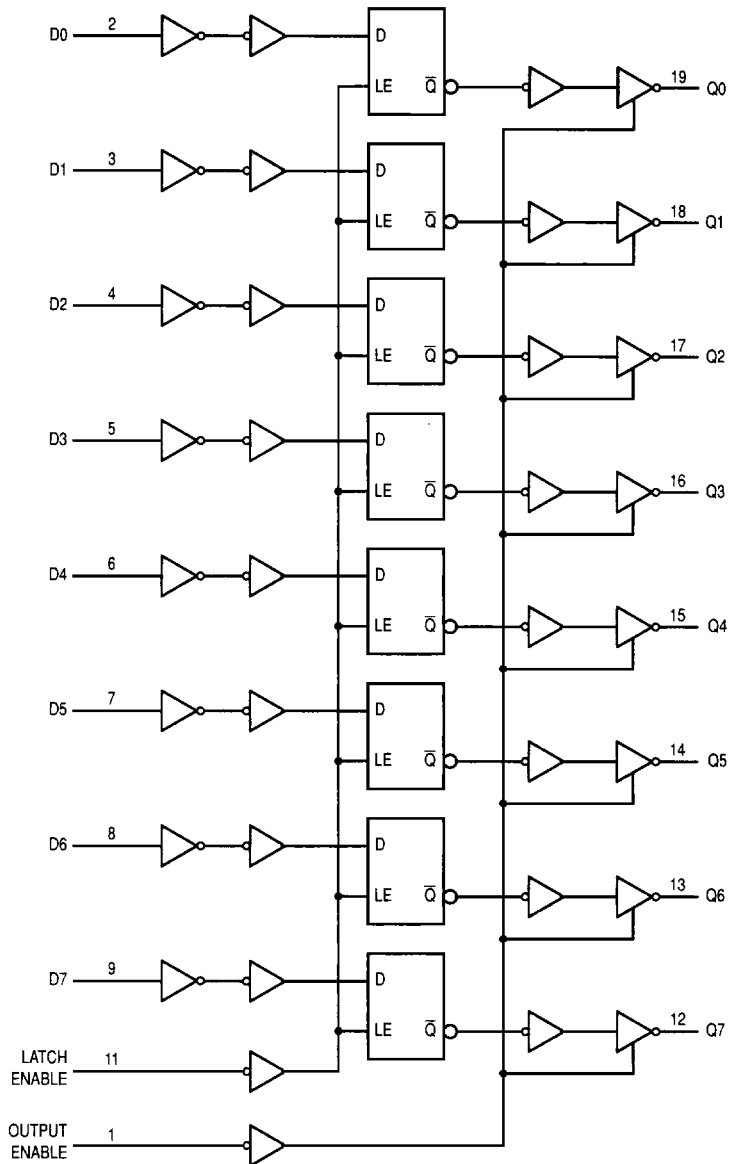 D0 2 D
LE Q̅ 19 Q0
D1 3 D
LE Q̅ 18 Q1
D2 4 D
LE Q̅ 17 Q2
D3 5 D
LE Q̅ 16 Q3
D4 6 D
LE Q̅ 15 Q4
D5 7 D
LE Q̅ 14 Q5
D6 8 D
LE Q̅ 13 Q6
D7 9 D
LE Q̅ 12 Q7
LATCH
ENABLE 11
OUTPUT
ENABLE 1